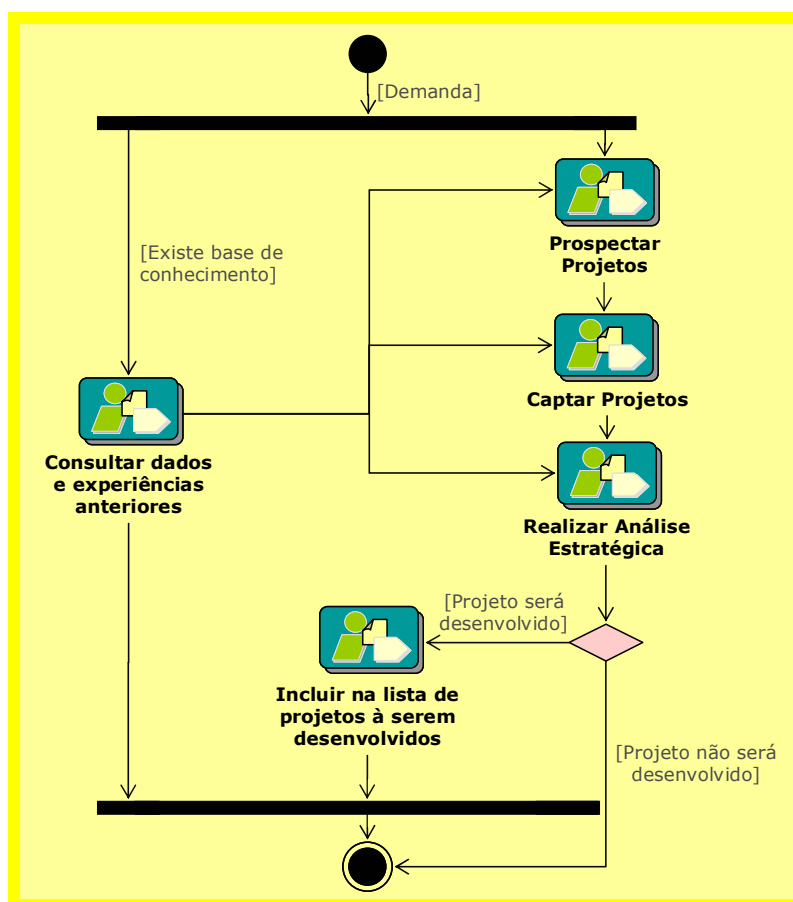 [Demanda]
Prospectar
Projetos
[Existe base de
conhecimento]
Captar Projetos
Consultar dados
e experiências
anteriores
Realizar Análise
Estratégica
[Projeto será
desenvolvido]
Incluir na lista de
projetos à serem
desenvolvidos
[Projeto não será
desenvolvido]